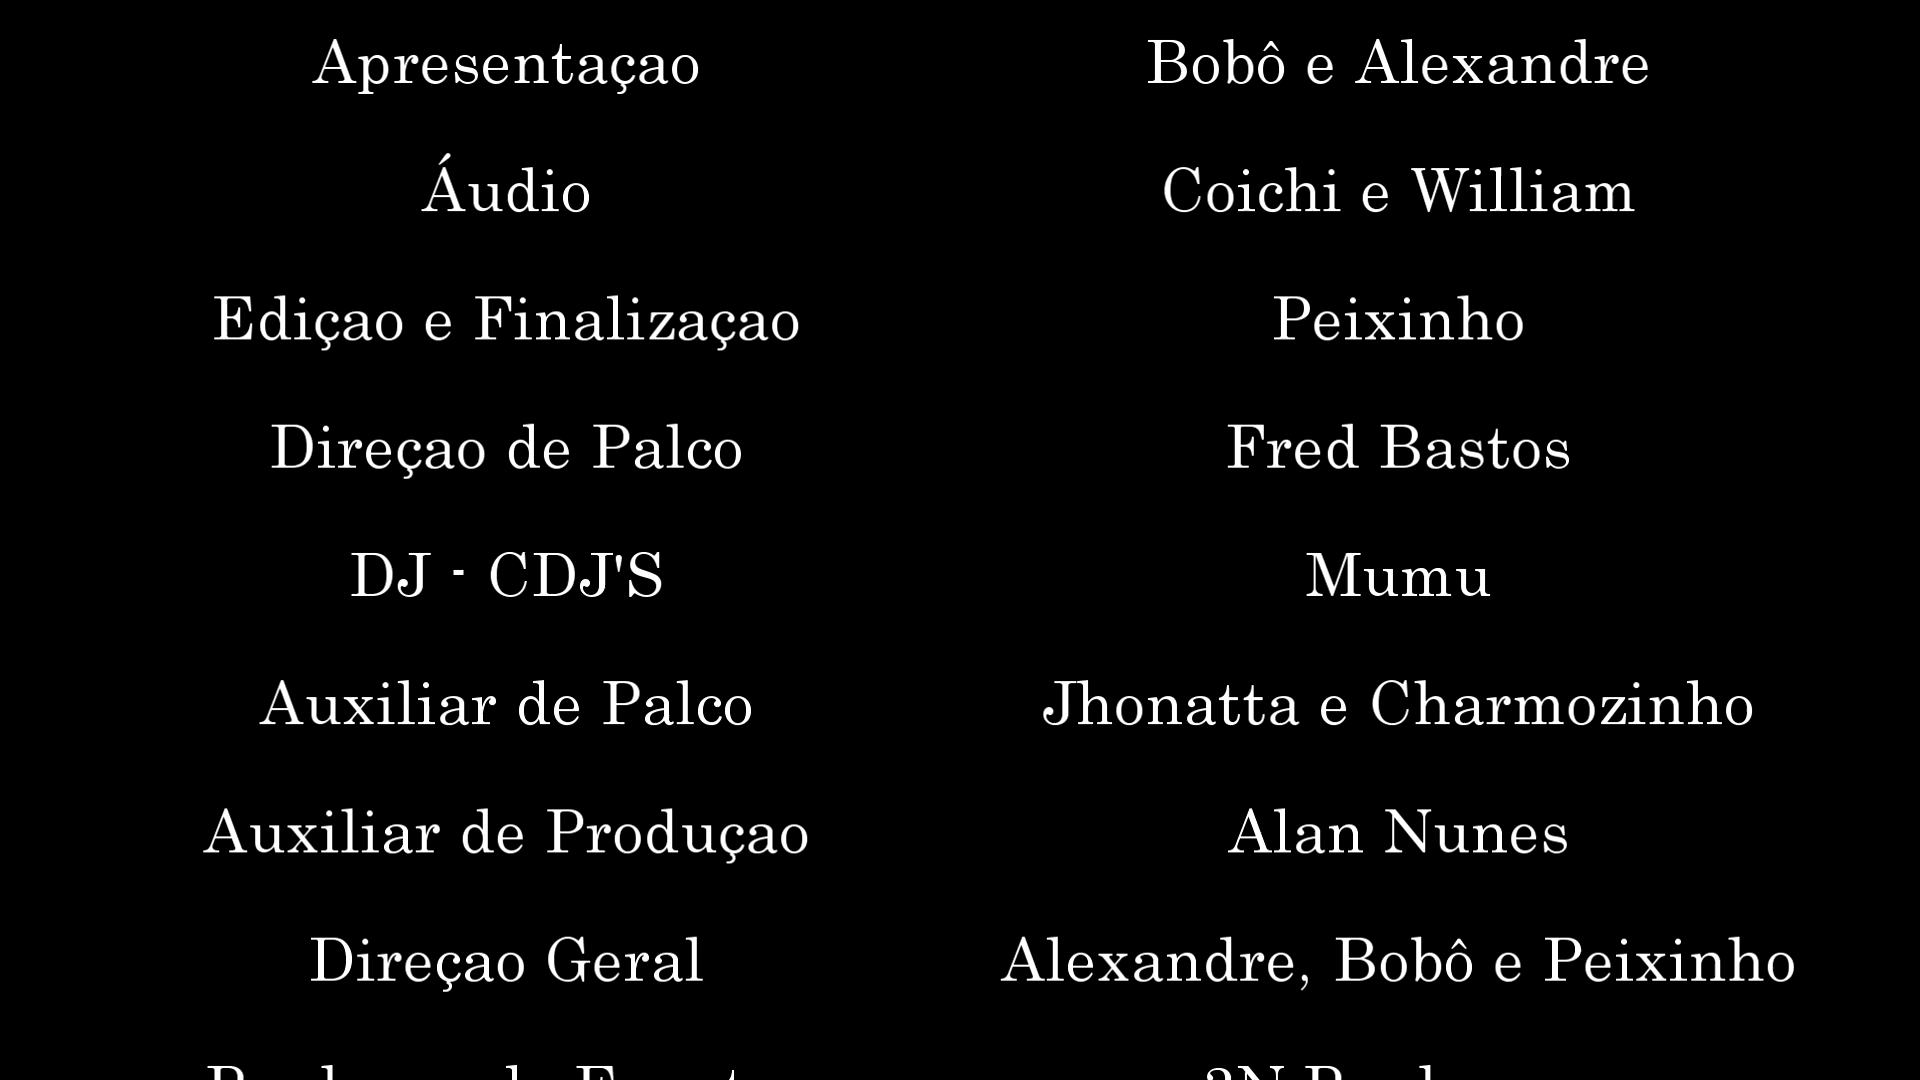 Apresentaçao Bobô e Alexandre
Áudio Coichi e William
Ediçao e Finalizaçao Peixinho
Direçao de Palco Fred Bastos
DJ - CDJ'S Mumu
Auxiliar de Palco Jhonatta e Charmozinho
Auxiliar de Produçao Alan Nunes
Direçao Geral Alexandre, Bobô e Peixinho